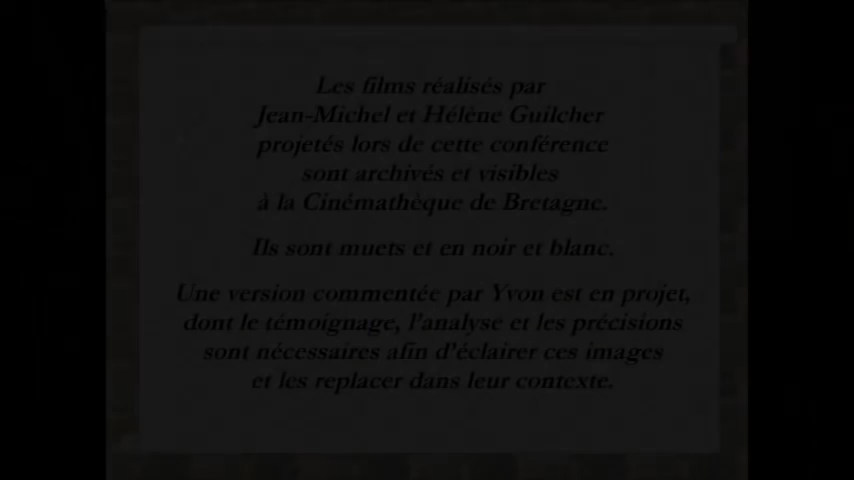 Les films réalisés par
Jean-Michel et Hélène Guilcher
projetés lors de cette conférence
sont archivés et visibles
à la Cinémathèque de Bretagne.
Ils sont muets et en noir et blanc.
Une version commentée par Yvon est en projet,
dont le témoignage, l'analyse et les précisions
sont nécessaires afin d'éclairer ces images
et les replacer dans leur contexte.